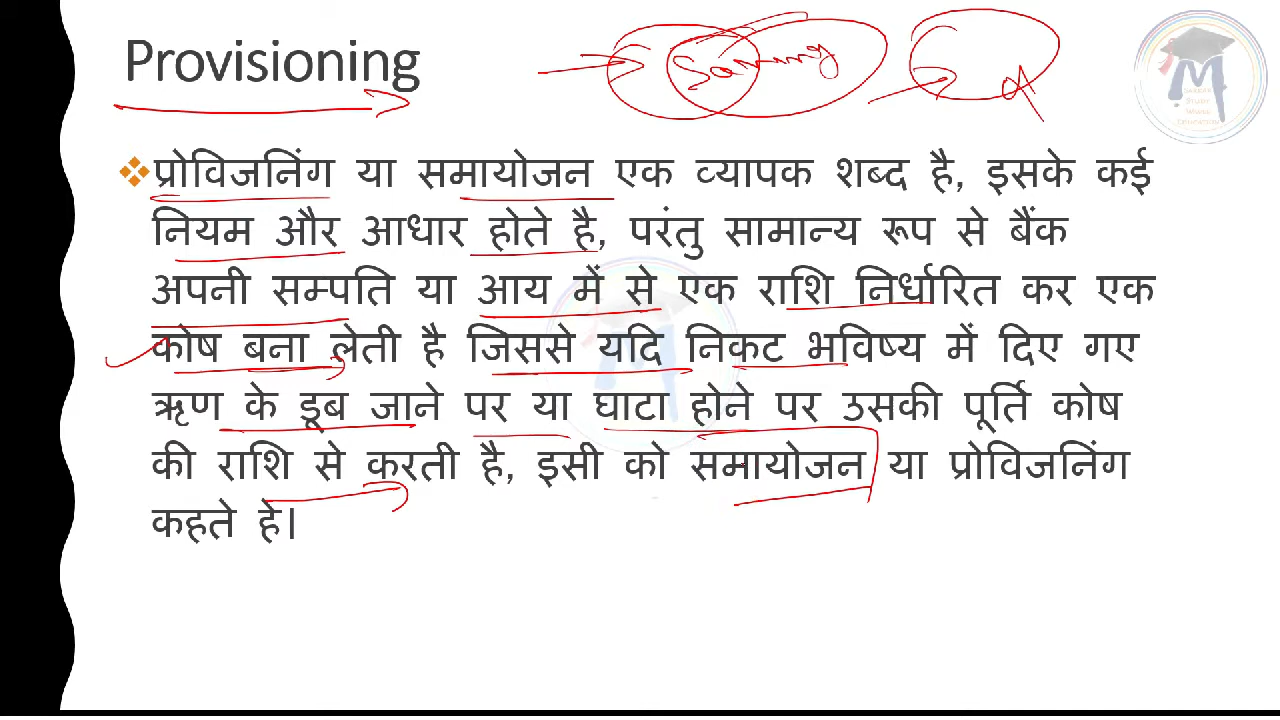 Provisioning
प्रोविजनिंग या समायोजन एक व्यापक शब्द है, इसके कई
नियम और आधार होते है, परंतु सामान्य रूप से बैंक
अपनी सम्पति या आय में से एक राशि निर्धारित कर एक
कोष बना लेती है जिससे यदि निकट भविष्य में दिए गए
ऋण के डूब जाने पर या घाटा होने पर उसकी पूर्ति कोष
की राशि से करती है, इसी को समायोजन या प्रोविजनिंग
कहते हे।